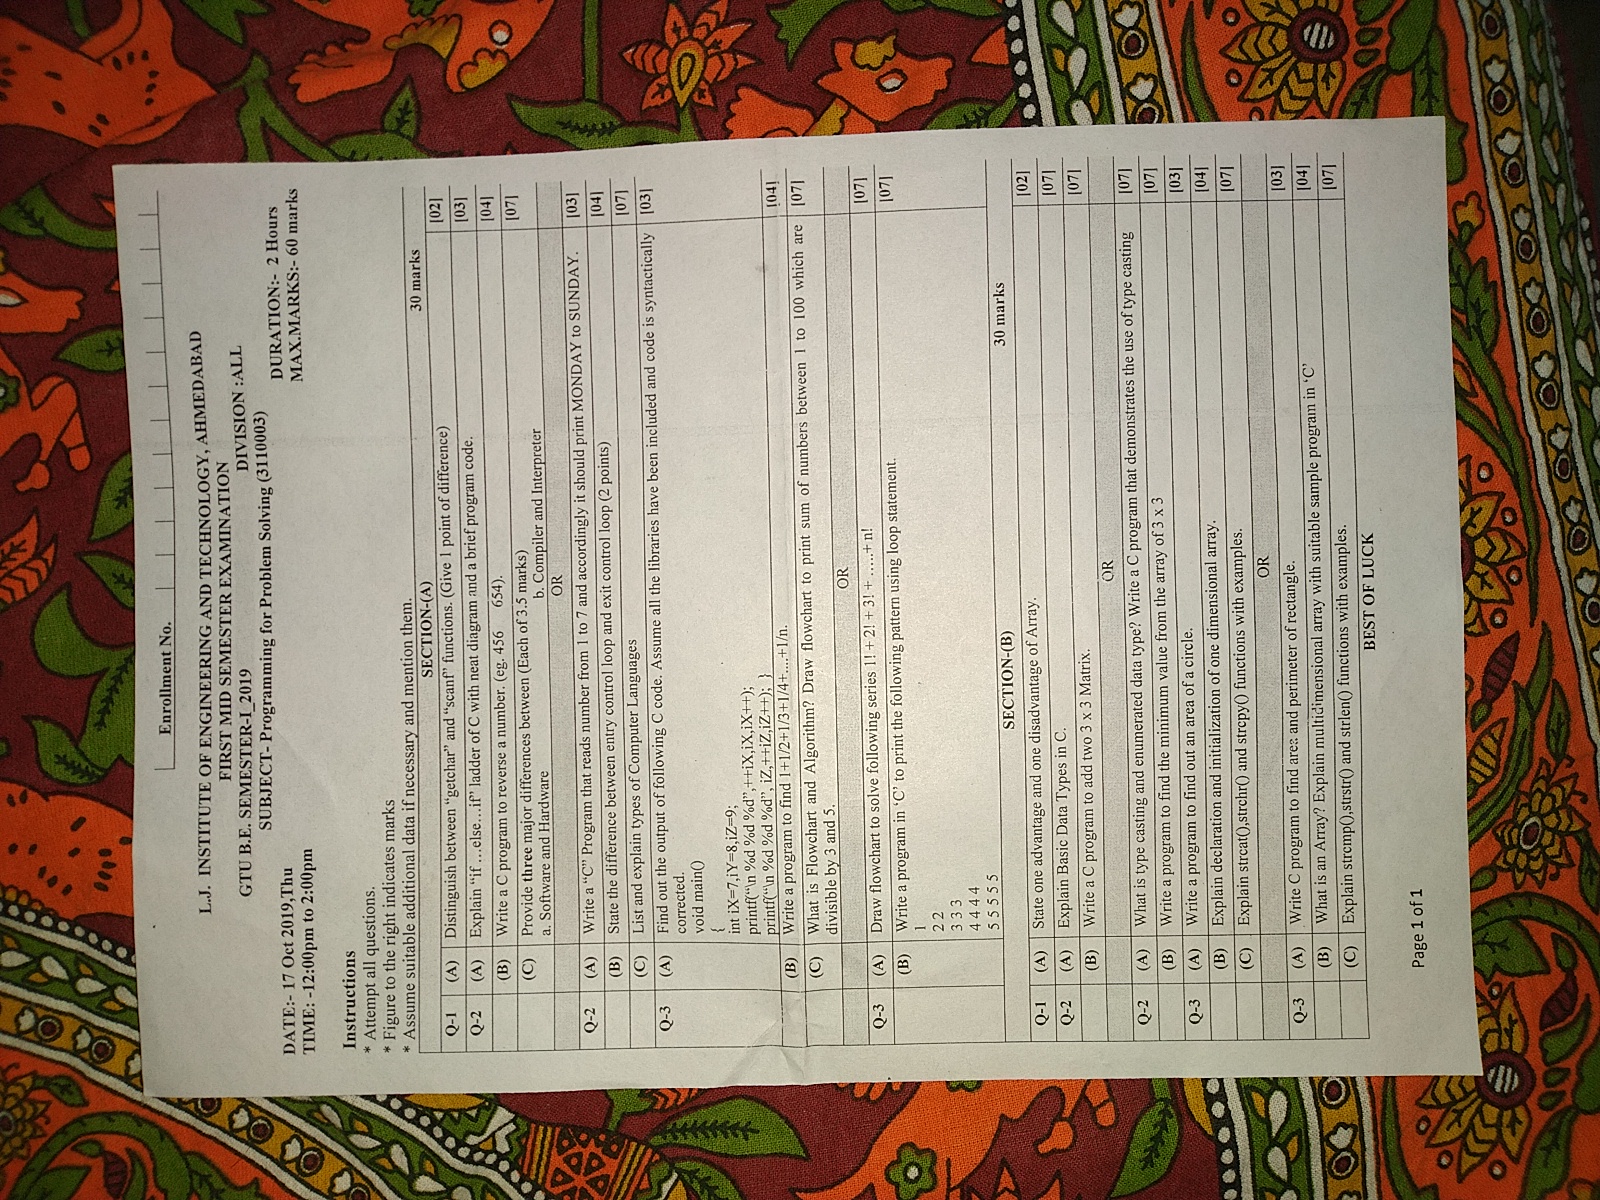 Enrollment No.
L.J. INSTITUTE OF ENGINEERING AND TECHNOLOGY, AHMEDABAD
FIRST MID SEMESTER EXAMINATION
GTU B.E. SEMESTER-I_2019 DIVISION :ALL
SUBJECT- Programming for Problem Solving (3110003)
DATE:- 17 Oct 2019,Thu DURATION:- 2 Hours
TIME: -12:00pm to 2:00pm MAX.MARKS:- 60 marks
Instructions
* Attempt all questions.
* Figure to the right indicates marks
* Assume suitable additional data if necessary and mention them.
SECTION-(A) 30 marks
Q-1 (A) Distinguish between “getchar” and “scanf” functions. (Give 1 point of difference) [02]
Q-2 (A) Explain “if …else…if” ladder of C with neat diagram and a brief program code. [03]
(B) Write a C program to reverse a number. (eg. 456 654). [04]
(C) Provide three major differences between (Each of 3.5 marks) [07]
a. Software and Hardware b. Compiler and Interpreter
OR
Q-2 (A) Write a “C” Program that reads number from 1 to 7 and accordingly it should print MONDAY to SUNDAY. [03]
(B) State the difference between entry control loop and exit control loop (2 points) [04]
(C) List and explain types of Computer Languages [07]
Q-3 (A) Find out the output of following C code. Assume all the libraries have been included and code is syntactically [03]
corrected.
void main()
{
int iX=7,iY=8,iZ=9;
printf(“\n %d %d %d”,++iX,iX,iX++);
printf(“\n %d %d %d”, iZ,++iZ,iZ++); }
(B) Write a program to find 1+1/2+1/3+1/4+....+1/n. [04]
(C) What is Flowchart and Algorithm? Draw flowchart to print sum of numbers between 1 to 100 which are [07]
divisible by 3 and 5.
OR
Q-3 (A) Draw flowchart to solve following series 1! + 2! + 3! + …..+ n! [07]
(B) Write a program in ‘C’ to print the following pattern using loop statement. [07]
1
2 2
3 3 3
4 4 4 4
5 5 5 5 5
SECTION-(B) 30 marks
Q-1 (A) State one advantage and one disadvantage of Array. [02]
Q-2 (A) Explain Basic Data Types in C. [07]
(B) Write a C program to add two 3 x 3 Matrix. [07]
OR
Q-2 (A) What is type casting and enumerated data type? Write a C program that demonstrates the use of type casting [07]
(B) Write a program to find the minimum value from the array of 3 x 3 [07]
Q-3 (A) Write a program to find out an area of a circle. [03]
(B) Explain declaration and initialization of one dimensional array. [04]
(C) Explain strcat(),strchr() and strcpy() functions with examples. [07]
OR
Q-3 (A) Write C program to find area and perimeter of rectangle. [03]
(B) What is an Array? Explain multidimensional array with suitable sample program in ‘C’ [04]
(C) Explain strcmp(),strstr() and strlen() functions with examples. [07]
BEST OF LUCK
Page 1 of 1